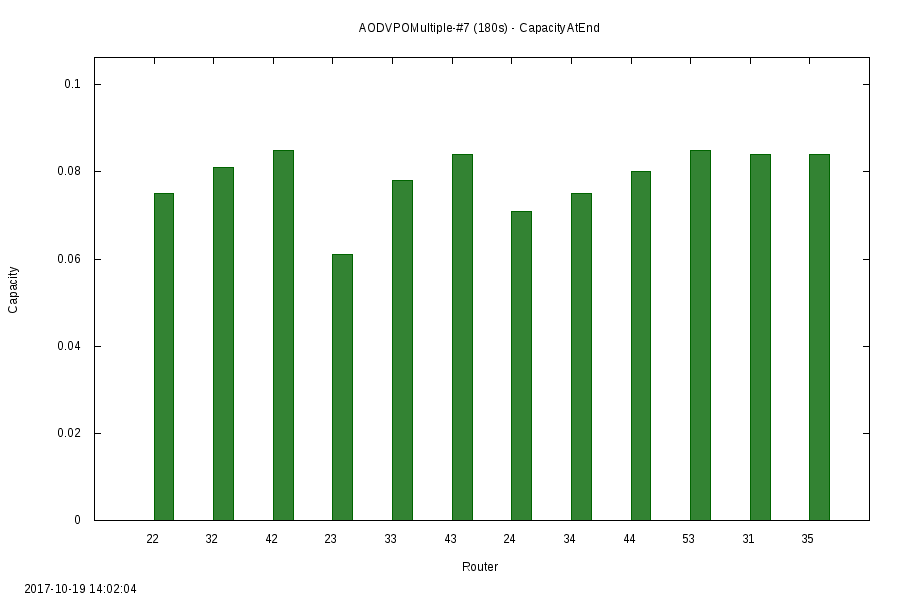 AODVPOMultiple-#7 (180s) - CapacityAtEnd
0.1
0.08
0.06
0.04
0.02
0
Capacity
22 32 42 23 33 43 24 34 44 53 31 35
Router
2017-10-19 14:02:04